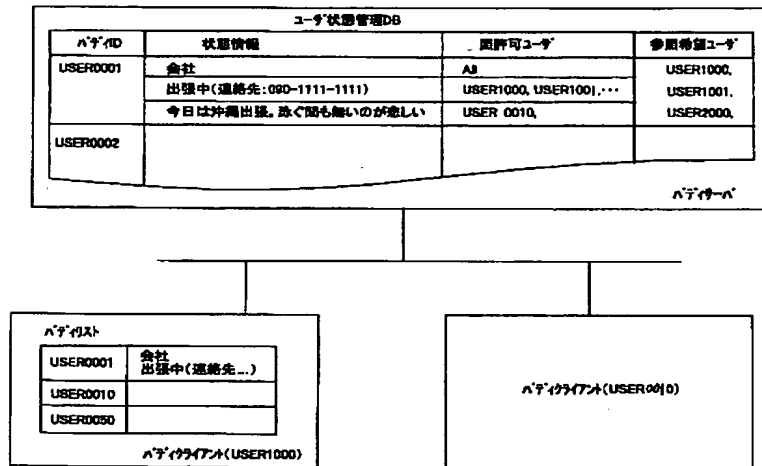 ユーザ状態管理DB
バディID 状態情報 閲許可ユーザ 参照希望ユーザ
USER0001 会社 All USER1000,
出張中(連絡先:090-1111-1111) USER1000, USER1001,… USER1001,
今日は沖縄出張。泳ぐ間も無いのが悲しい USER 0010, USER2000,
USER0002
バディサーバ
バディリスト
USER0001 会社
出張中(連絡先...)
USER0010
USER0050
バディクライアント(USER1000)
バディクライアント(USER0010)